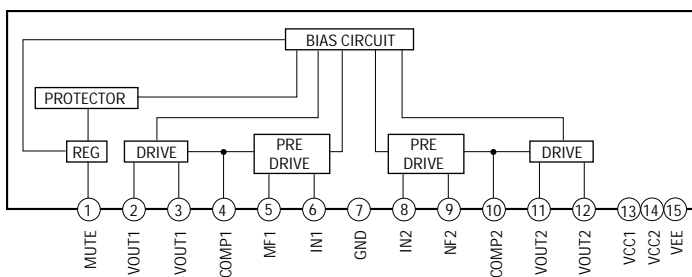 BIAS CIRCUIT
PROTECTOR
REG
DRIVE
PRE
DRIVE
PRE
DRIVE
DRIVE
1
2
3
4
5
6
7
8
9
10
11
12
13
14
15
MUTE
VOUT1
VOUT1
COMP1
MF1
IN1
GND
IN2
NF2
COMP2
VOUT2
VOUT2
VCC1
VCC2
VEE